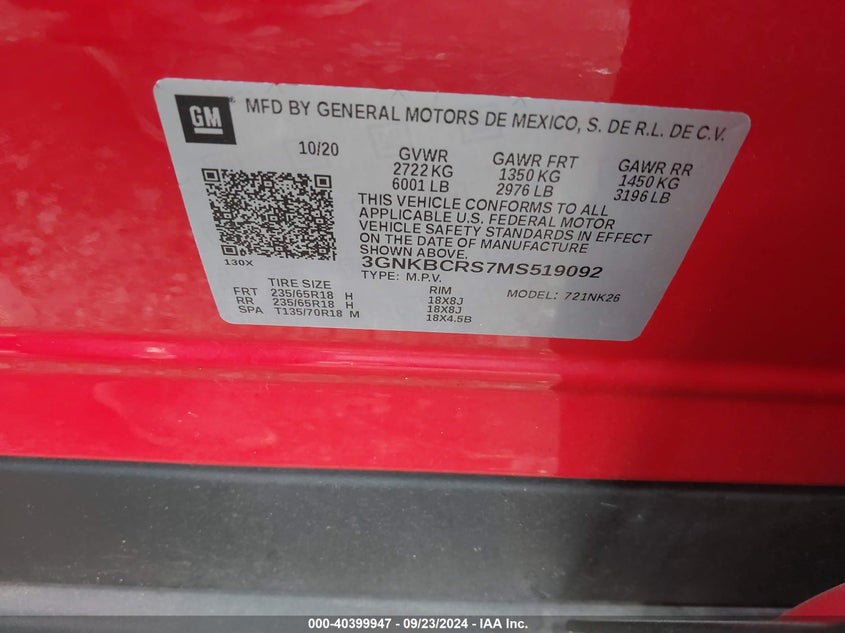 GM® MFD BY GENERAL MOTORS DE MEXICO, S. DE R.L. DE C.V.
10/20 GVWR GAWR FRT GAWR RR
2722 KG 1350 KG 1450 KG
6001 LB 2976 LB 3196 LB
THIS VEHICLE CONFORMS TO ALL
APPLICABLE U.S. FEDERAL MOTOR
VEHICLE SAFETY STANDARDS IN EFFECT
ON THE DATE OF MANUFACTURE
SHOWN ABOVE.
130X 3GNKBCRS7MS519092
TYPE: M.P.V. MODEL: 721NK26
TIRE SIZE RIM
FRT 235/65R18 H 18X8J
RR 235/65R18 H 18X8J
SPA T135/70R18 M 18X4.5B
000-40399947 - 09/23/2024 - IAA Inc.